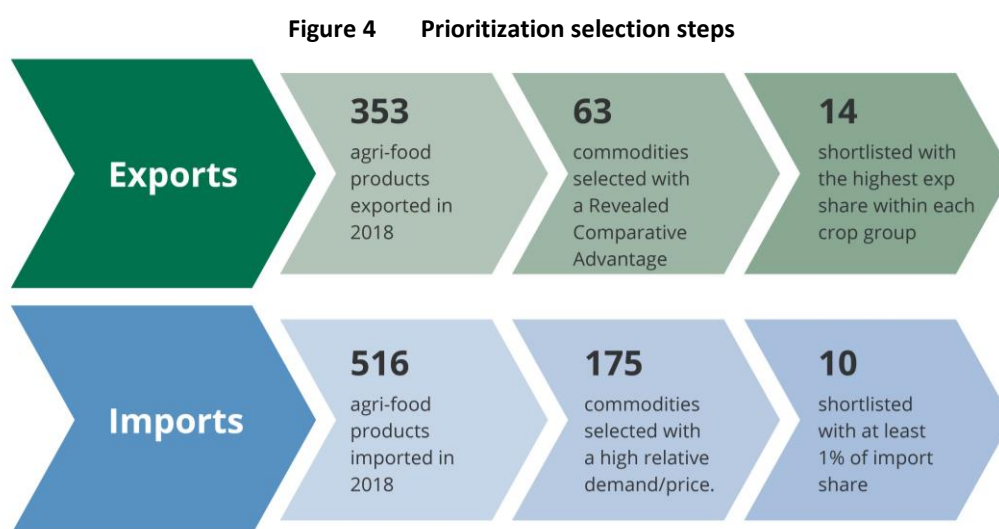 Figure 4 Prioritization selection steps
Exports
353
agri-food
products
exported in
2018
63
commodities
selected with
a Revealed
Comparative
Advantage
14
shortlisted with
the highest exp
share within each
crop group
Imports
516
agri-food
products
imported in
2018
175
commodities
selected with
a high relative
demand/price.
10
shortlisted
with at least
1% of import
share